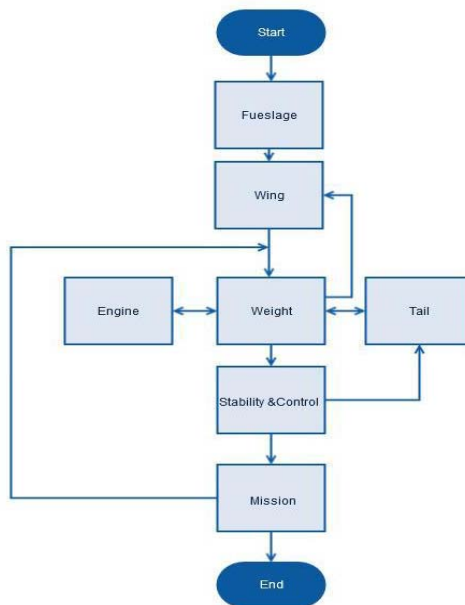 Start
Fueslage
Wing
Engine
Weight
Tail
Stability &Control
Mission
End